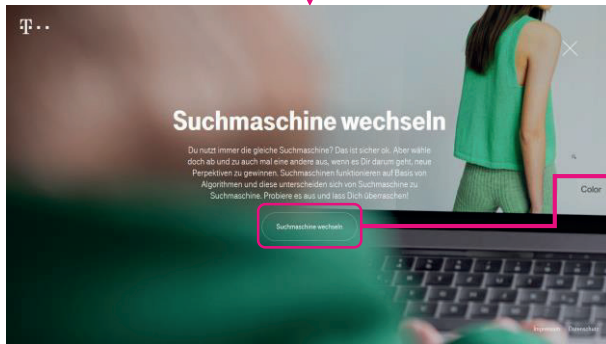 T
Suchmaschine wechseln
Du nutzt immer die gleiche Suchmaschine? Das ist sicher ok. Aber wähle
doch ab und zu auch mal eine andere aus, wenn es Dir darum geht, neue
Perpektiven zu gewinnen. Suchmaschinen funktionieren auf Basis von
Algorithmen und diese unterscheiden sich von Suchmaschine zu
Suchmaschine. Probiere es aus und lass Dich überraschen!
Color
Suchmaschine wechseln
Impressum Datenschutz